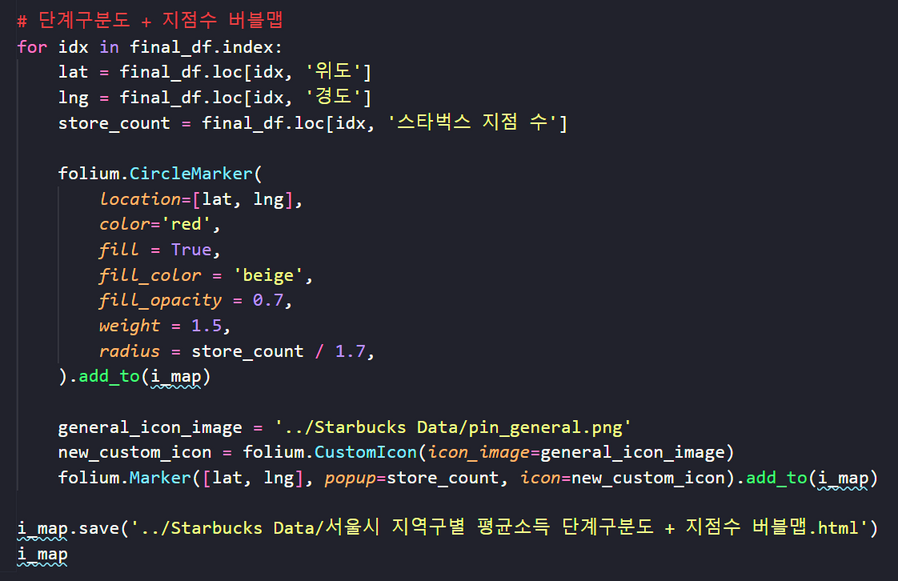 # 단계구분도 + 지점수 버블맵
for idx in final_df.index:
    lat = final_df.loc[idx, '위도']
    lng = final_df.loc[idx, '경도']
    store_count = final_df.loc[idx, '스타벅스 지점 수']

    folium.CircleMarker(
        location=[lat, lng],
        color='red',
        fill = True,
        fill_color = 'beige',
        fill_opacity = 0.7,
        weight = 1.5,
        radius = store_count / 1.7,
    ).add_to(i_map)

    general_icon_image = '../Starbucks Data/pin_general.png'
    new_custom_icon = folium.CustomIcon(icon_image=general_icon_image)
    folium.Marker([lat, lng], popup=store_count, icon=new_custom_icon).add_to(i_map)

i_map.save('../Starbucks Data/서울시 지역구별 평균소득 단계구분도 + 지점수 버블맵.html')
i_map